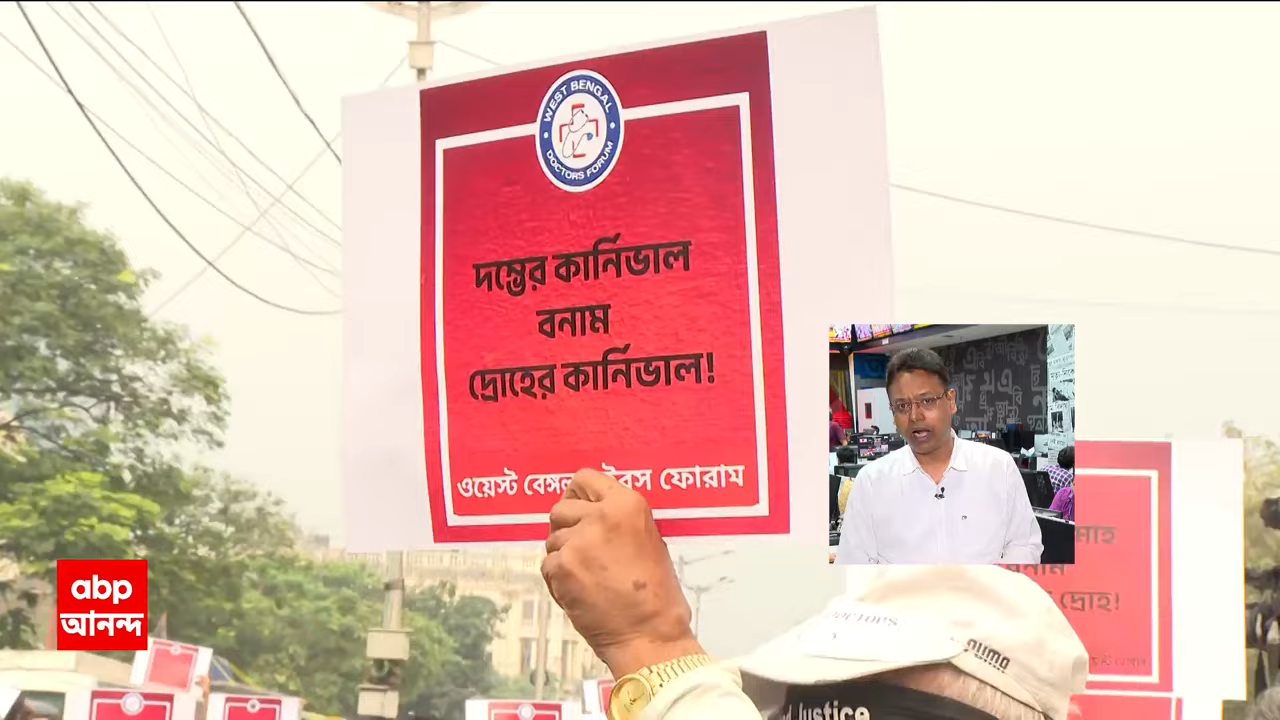 WEST BENGAL
DOCTORS FORUM
দম্ভের কার্নিভাল
বনাম
দ্রোহের কার্নিভাল!
ওয়েস্ট বেঙ্গল ফোরাম
দ্রোহ!
abp
আনন্দ
Justice